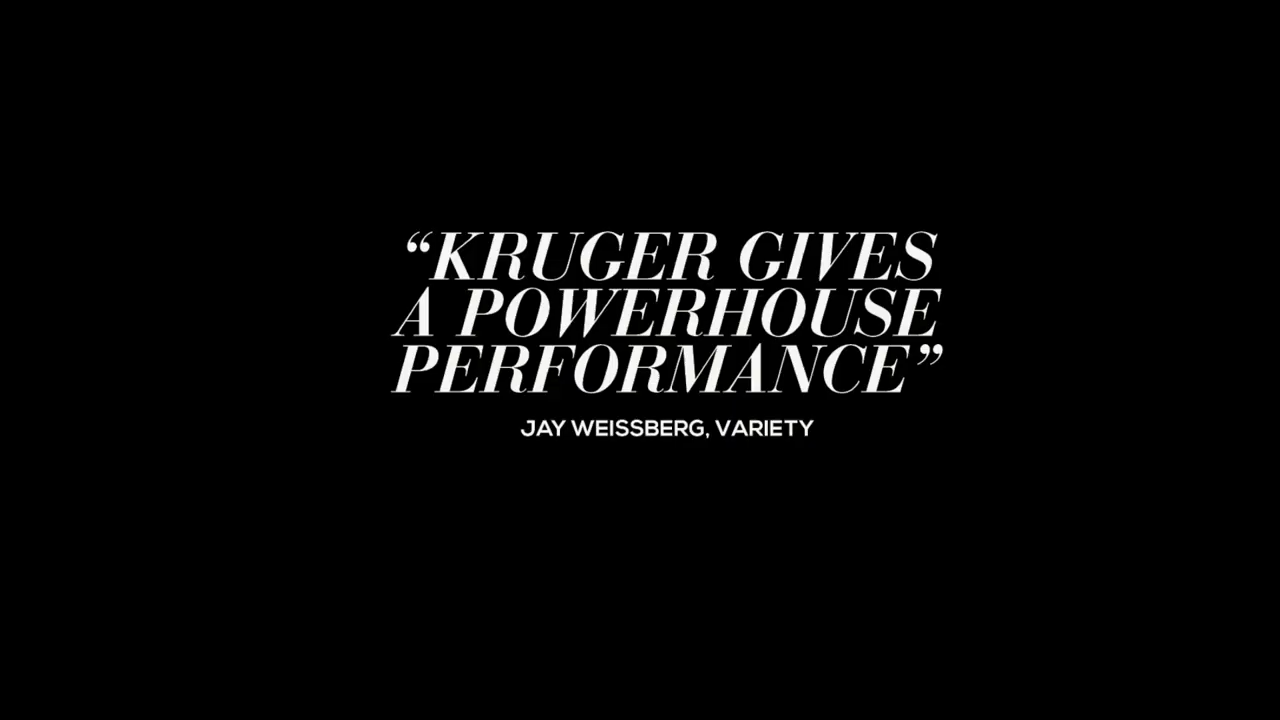 “KRUGER GIVES
A POWERHOUSE
PERFORMANCE”
JAY WEISSBERG, VARIETY